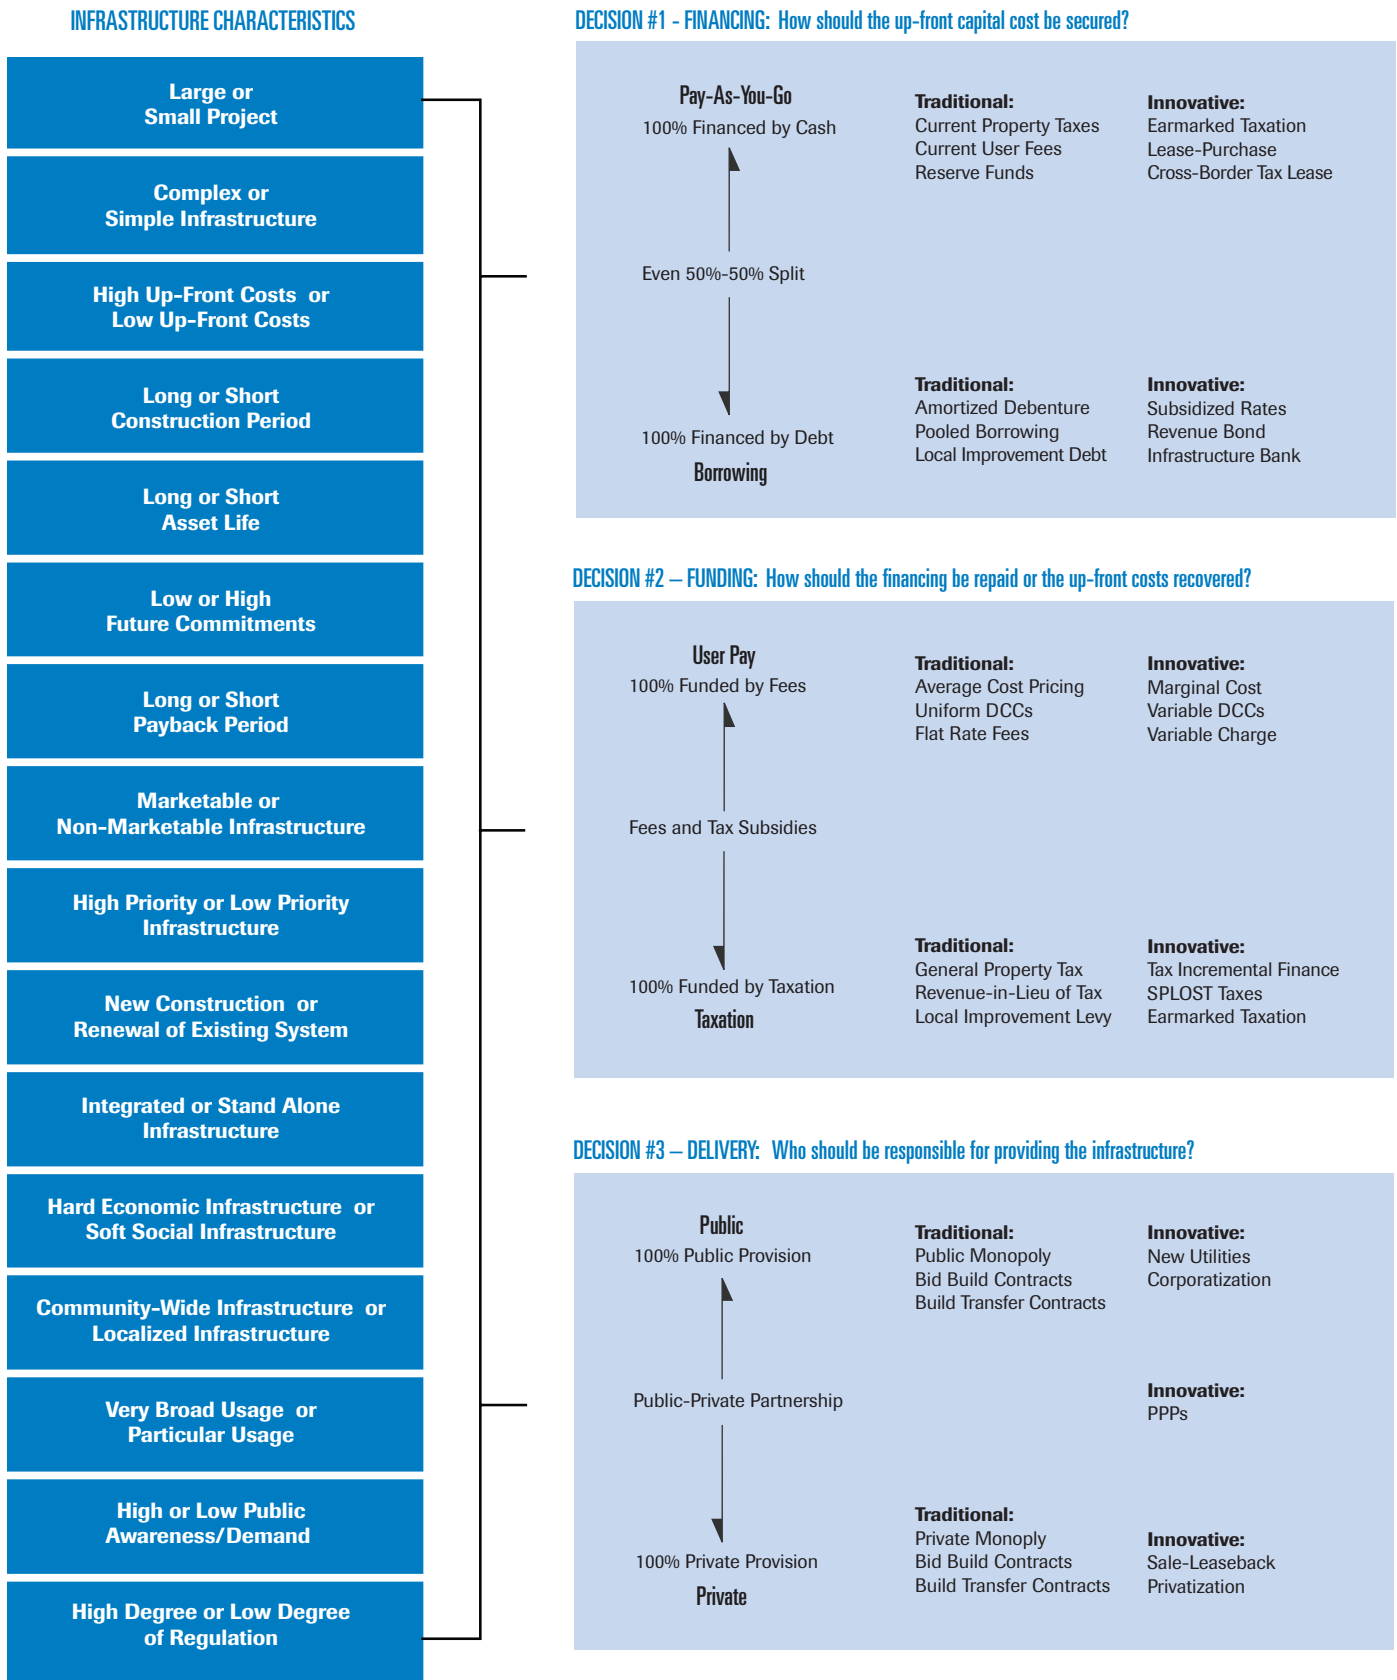 INFRASTRUCTURE CHARACTERISTICS
Large or
Small Project
Complex or
Simple Infrastructure
High Up-Front Costs or
Low Up-Front Costs
Long or Short
Construction Period
Long or Short
Asset Life
Low or High
Future Commitments
Long or Short
Payback Period
Marketable or
Non-Marketable Infrastructure
High Priority or Low Priority
Infrastructure
New Construction or
Renewal of Existing System
Integrated or Stand Alone
Infrastructure
Hard Economic Infrastructure or
Soft Social Infrastructure
Community-Wide Infrastructure or
Localized Infrastructure
Very Broad Usage or
Particular Usage
High or Low Public
Awareness/Demand
High Degree or Low Degree
of Regulation
DECISION #1 - FINANCING: How should the up-front capital cost be secured?
Pay-As-You-Go
100% Financed by Cash
Even 50%-50% Split
100% Financed by Debt
Borrowing
Traditional:
Current Property Taxes
Current User Fees
Reserve Funds
Innovative:
Earmarked Taxation
Lease-Purchase
Cross-Border Tax Lease
Traditional:
Amortized Debenture
Pooled Borrowing
Local Improvement Debt
Innovative:
Subsidized Rates
Revenue Bond
Infrastructure Bank
DECISION #2 – FUNDING: How should the financing be repaid or the up-front costs recovered?
User Pay
100% Funded by Fees
Fees and Tax Subsidies
100% Funded by Taxation
Taxation
Traditional:
Average Cost Pricing
Uniform DCCs
Flat Rate Fees
Innovative:
Marginal Cost
Variable DCCs
Variable Charge
Traditional:
General Property Tax
Revenue-in-Lieu of Tax
Local Improvement Levy
Innovative:
Tax Incremental Finance
SPLOST Taxes
Earmarked Taxation
DECISION #3 – DELIVERY: Who should be responsible for providing the infrastructure?
Public
100% Public Provision
Public-Private Partnership
100% Private Provision
Private
Traditional:
Public Monopoly
Bid Build Contracts
Build Transfer Contracts
Innovative:
New Utilities
Corporatization
Innovative:
PPPs
Traditional:
Private Monoply
Bid Build Contracts
Build Transfer Contracts
Innovative:
Sale-Leaseback
Privatization